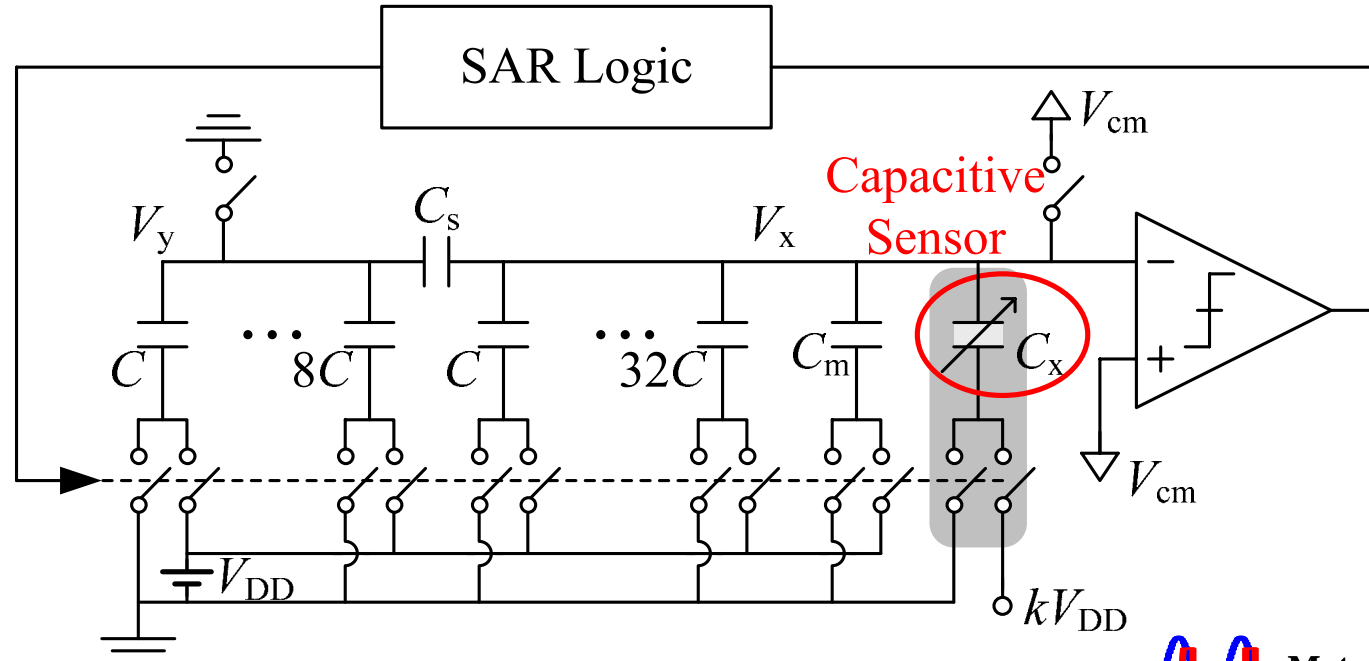 SAR Logic
Vcm
Capacitive
Sensor
Vy
Cs
Vx
C
8C
C
32C
Cm
Cx
Vcm
VDD
kVDD